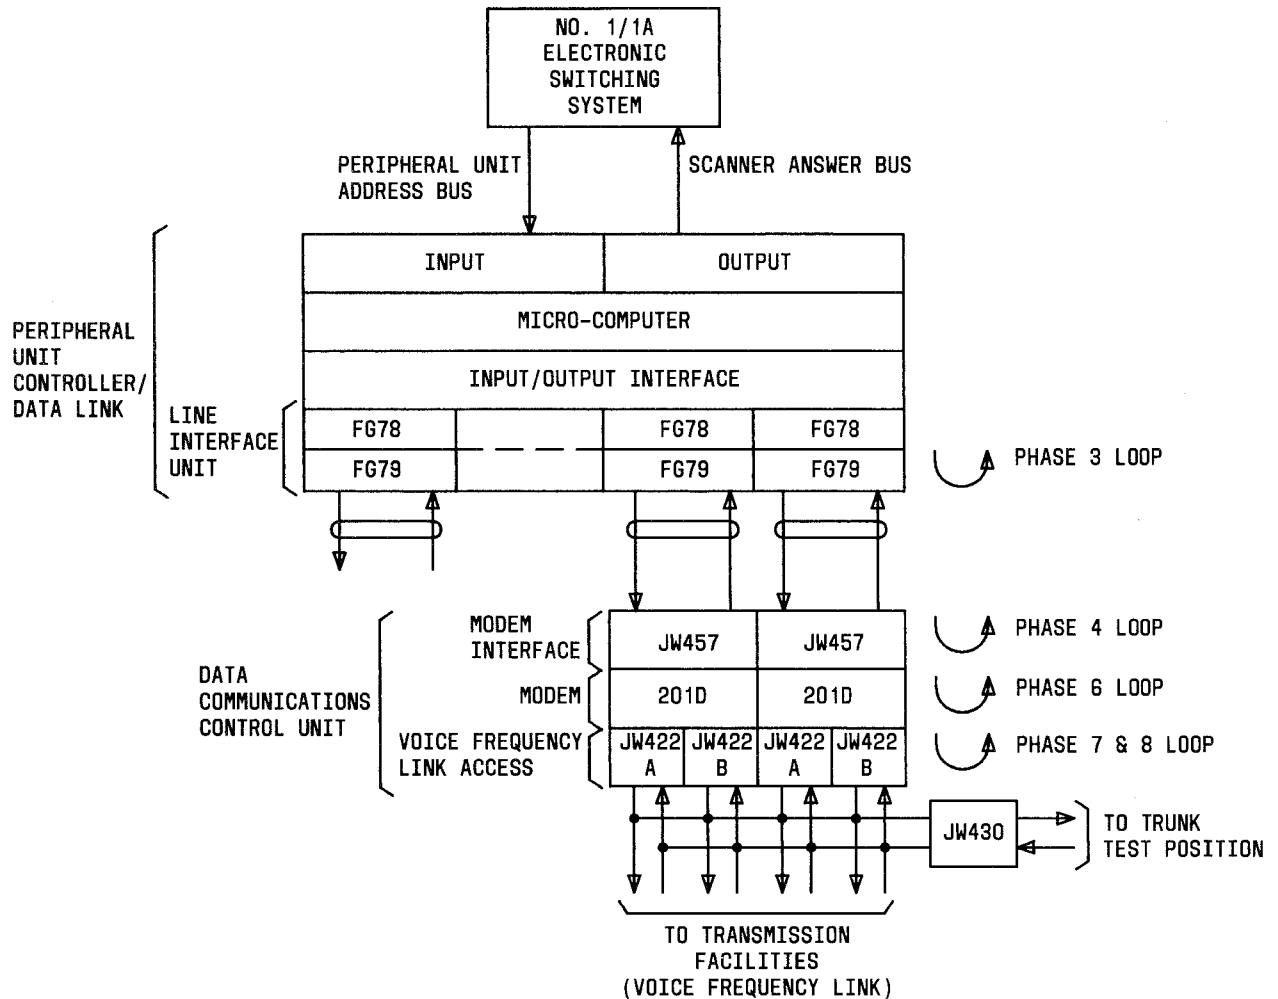 NO. 1/1A
ELECTRONIC
SWITCHING
SYSTEM
PERIPHERAL UNIT
ADDRESS BUS
SCANNER ANSWER BUS
INPUT
OUTPUT
MICRO-COMPUTER
INPUT/OUTPUT INTERFACE
PERIPHERAL
UNIT
CONTROLLER/
DATA LINK
LINE
INTERFACE
UNIT
FG78
FG78
FG78
FG79
FG79
FG79
PHASE 3 LOOP
DATA
COMMUNICATIONS
CONTROL UNIT
MODEM
INTERFACE
JW457
JW457
PHASE 4 LOOP
MODEM
201D
201D
PHASE 6 LOOP
VOICE FREQUENCY
LINK ACCESS
JW422
A
JW422
B
JW422
A
JW422
B
PHASE 7 & 8 LOOP
JW430
TO TRUNK
TEST POSITION
TO TRANSMISSION
FACILITIES
(VOICE FREQUENCY LINK)